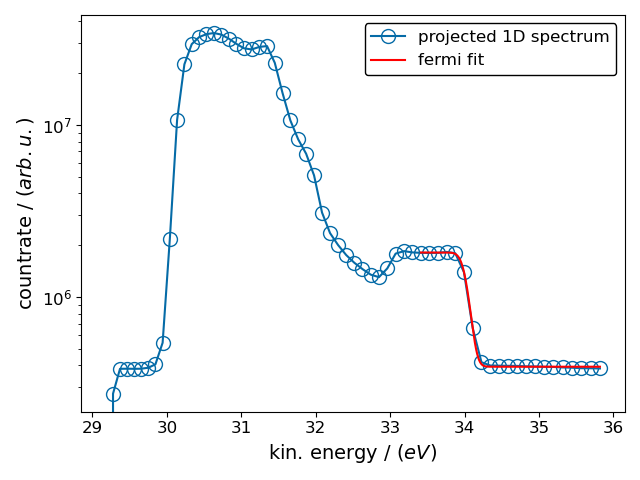 projected 1D spectrum
fermi fit
10⁷
10⁶
countrate / (arb. u.)
29 30 31 32 33 34 35 36
kin. energy / (eV)